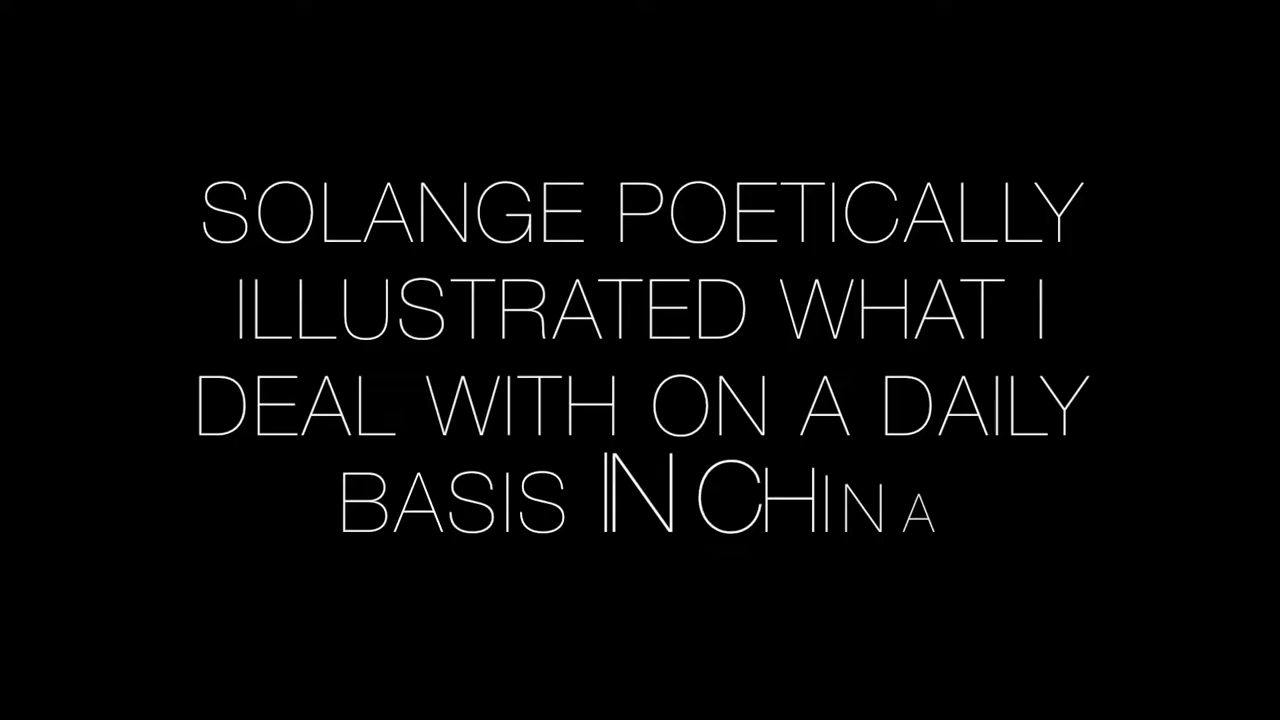 SOLANGE POETICALLY
ILLUSTRATED WHAT I
DEAL WITH ON A DAILY
BASIS IN CHINA